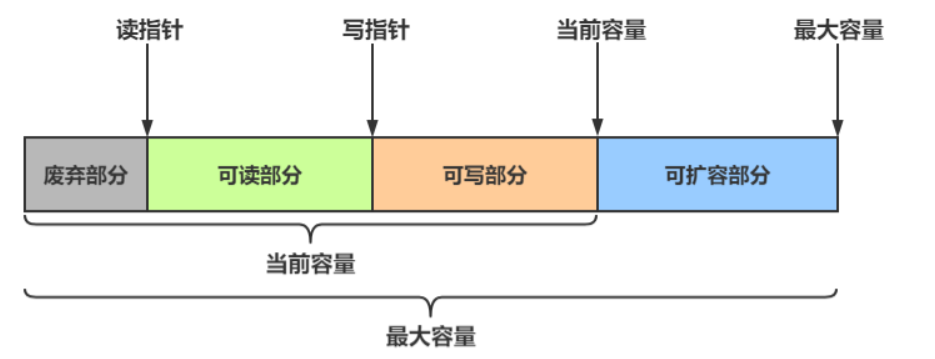 读指针 写指针 当前容量 最大容量
废弃部分 可读部分 可写部分 可扩容部分
当前容量
最大容量